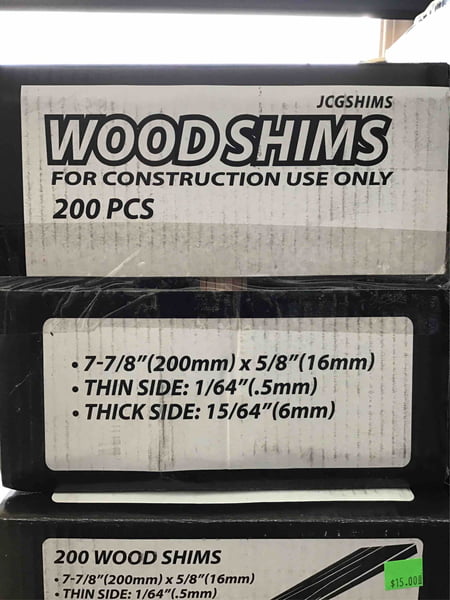 JCGSHIMS
WOOD SHIMS
FOR CONSTRUCTION USE ONLY
200 PCS
• 7-7/8"(200mm) x 5/8"(16mm)
• THIN SIDE: 1/64"(.5mm)
• THICK SIDE: 15/64"(6mm)
200 WOOD SHIMS
• 7-7/8"(200mm) x 5/8"(16mm)
• THIN SIDE: 1/64"(.5mm)
$15.00